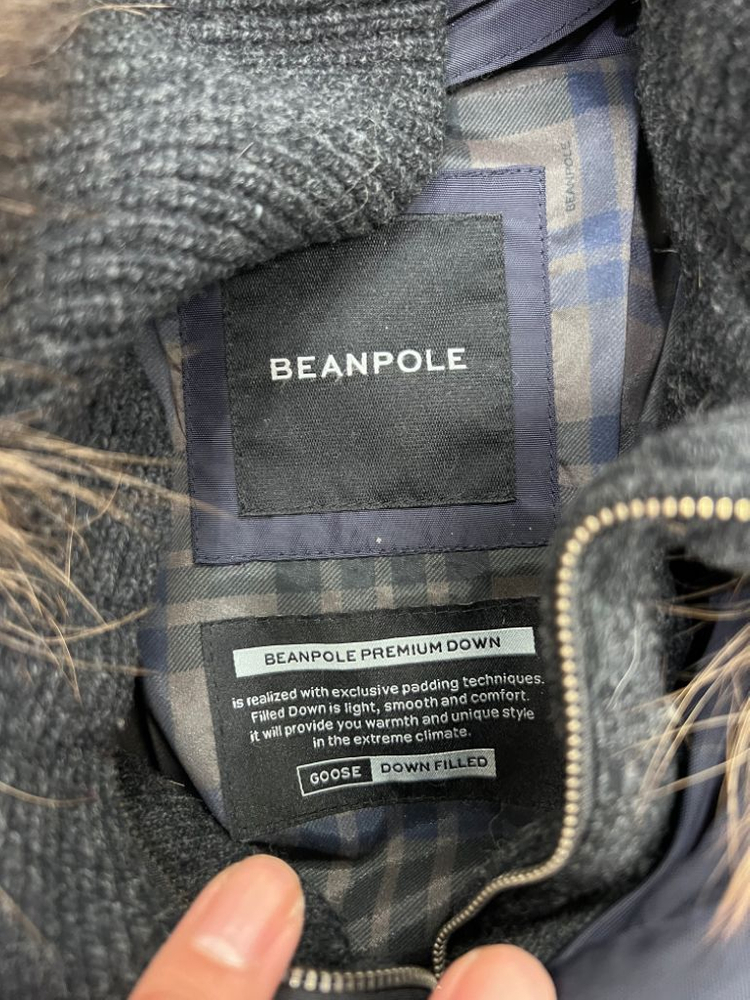 BEANPOLE
BEANPOLE
BEANPOLE PREMIUM DOWN
is realized with exclusive padding techniques.
Filled Down is light, smooth and comfort.
it will provide you warmth and unique style
in the extreme climate.
GOOSE DOWN FILLED